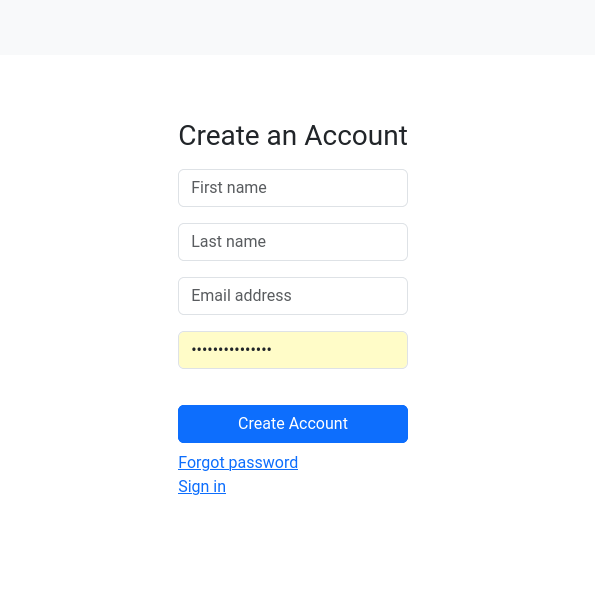 Create an Account
First name
Last name
Email address
•••••••••••••••
Create Account
Forgot password
Sign in